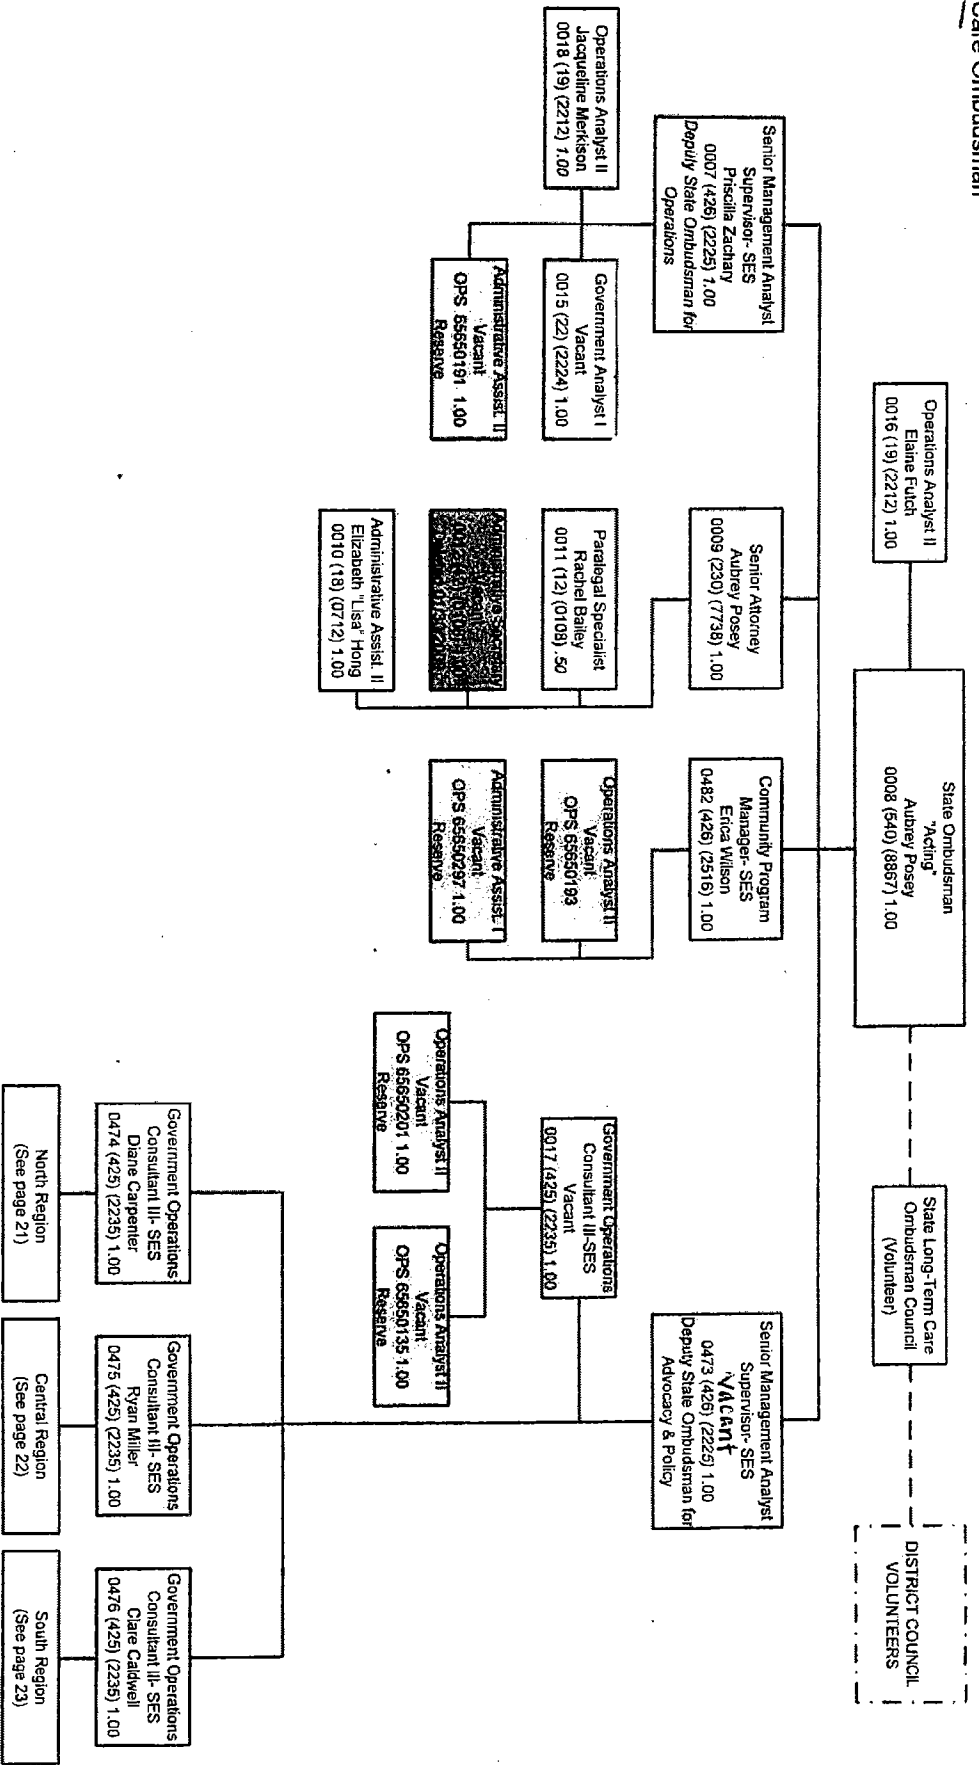 Care Ombudsman
Operations Analyst II
Elaine Futch
0016 (19) (2212) 1.00
State Ombudsman
"Acting"
Aubrey Posey
0008 (540) (8867) 1.00
State Long-Term Care
Ombudsman Council
(Volunteer)
DISTRICT COUNCIL
VOLUNTEERS
Senior Management Analyst
Supervisor- SES
Priscilla Zachary
0007 (426) (2225) 1.00
Deputy State Ombudsman for
Operations
Senior Attorney
Aubrey Posey
0009 (230) (7738) 1.00
Community Program
Manager- SES
Erica Wilson
0482 (426) (2516) 1.00
Senior Management Analyst
Supervisor- SES
Vacant
0473 (426) (2225) 1.00
Deputy State Ombudsman for
Advocacy & Policy
Operations Analyst II
Jacqueline Merkison
0018 (19) (2212) 1.00
Government Analyst I
Vacant
0015 (22) (2224) 1.00
Administrative Assist. II
Vacant
OPS 65650191 1.00
Reserve
Paralegal Specialist
Rachel Bailey
0011 (12) (0108) .50
Administrative Secretary
Vacant
Administrative Assist. II
Elizabeth "Lisa" Hong
0010 (18) (0712) 1.00
Operations Analyst II
Vacant
OPS 65650193
Reserve
Administrative Assist. I
Vacant
OPS 65650297 1.00
Reserve
Government Operations
Consultant III-SES
Vacant
0017 (425) (2235) 1.00
Operations Analyst II
Vacant
OPS 65650201 1.00
Reserve
Operations Analyst II
Vacant
OPS 65650135 1.00
Reserve
Government Operations
Consultant III- SES
Diane Carpenter
0474 (425) (2235) 1.00
Government Operations
Consultant III- SES
Ryan Miller
0475 (425) (2235) 1.00
Government Operations
Consultant III- SES
Clare Caldwell
0476 (425) (2235) 1.00
North Region
(See page 21)
Central Region
(See page 22)
South Region
(See page 23)